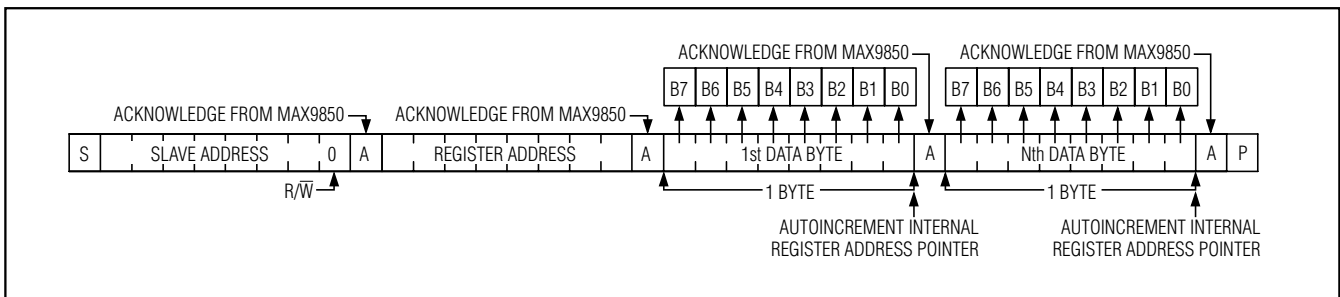 ACKNOWLEDGE FROM MAX9850 ACKNOWLEDGE FROM MAX9850
B7 B6 B5 B4 B3 B2 B1 B0 B7 B6 B5 B4 B3 B2 B1 B0
ACKNOWLEDGE FROM MAX9850 ACKNOWLEDGE FROM MAX9850
S SLAVE ADDRESS 0 A REGISTER ADDRESS A 1st DATA BYTE A Nth DATA BYTE A P
R/W̅ 1 BYTE 1 BYTE
AUTOINCREMENT INTERNAL AUTOINCREMENT INTERNAL
REGISTER ADDRESS POINTER REGISTER ADDRESS POINTER